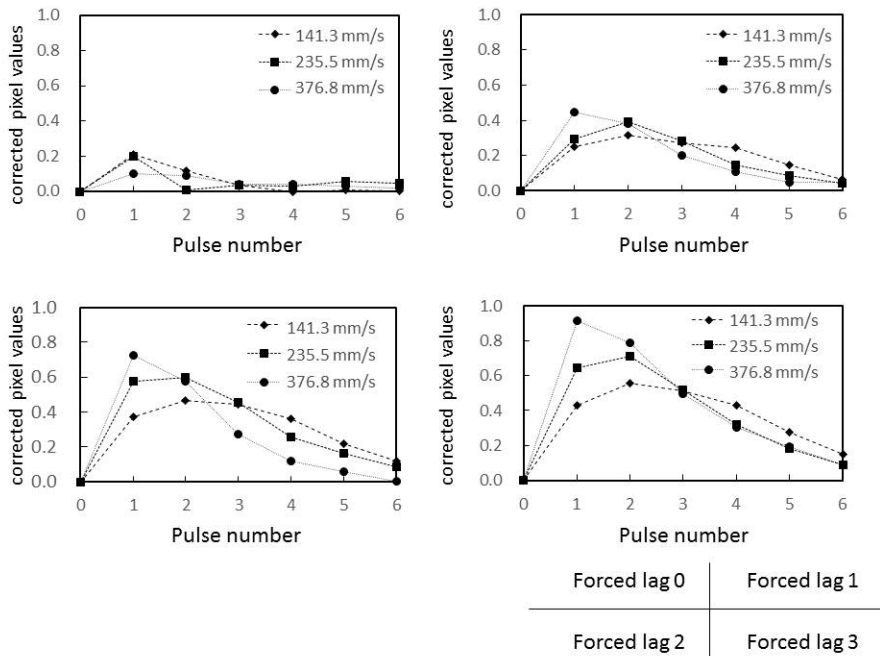 corrected pixel values
1.0
0.8
0.6
0.4
0.2
0.0
141.3 mm/s
235.5 mm/s
376.8 mm/s
0 1 2 3 4 5 6
Pulse number
corrected pixel values
1.0
0.8
0.6
0.4
0.2
0.0
141.3 mm/s
235.5 mm/s
376.8 mm/s
0 1 2 3 4 5 6
Pulse number
corrected pixel values
1.0
0.8
0.6
0.4
0.2
0.0
141.3 mm/s
235.5 mm/s
376.8 mm/s
0 1 2 3 4 5 6
Pulse number
corrected pixel values
1.0
0.8
0.6
0.4
0.2
0.0
141.3 mm/s
235.5 mm/s
376.8 mm/s
0 1 2 3 4 5 6
Pulse number
Forced lag 0 Forced lag 1
Forced lag 2 Forced lag 3